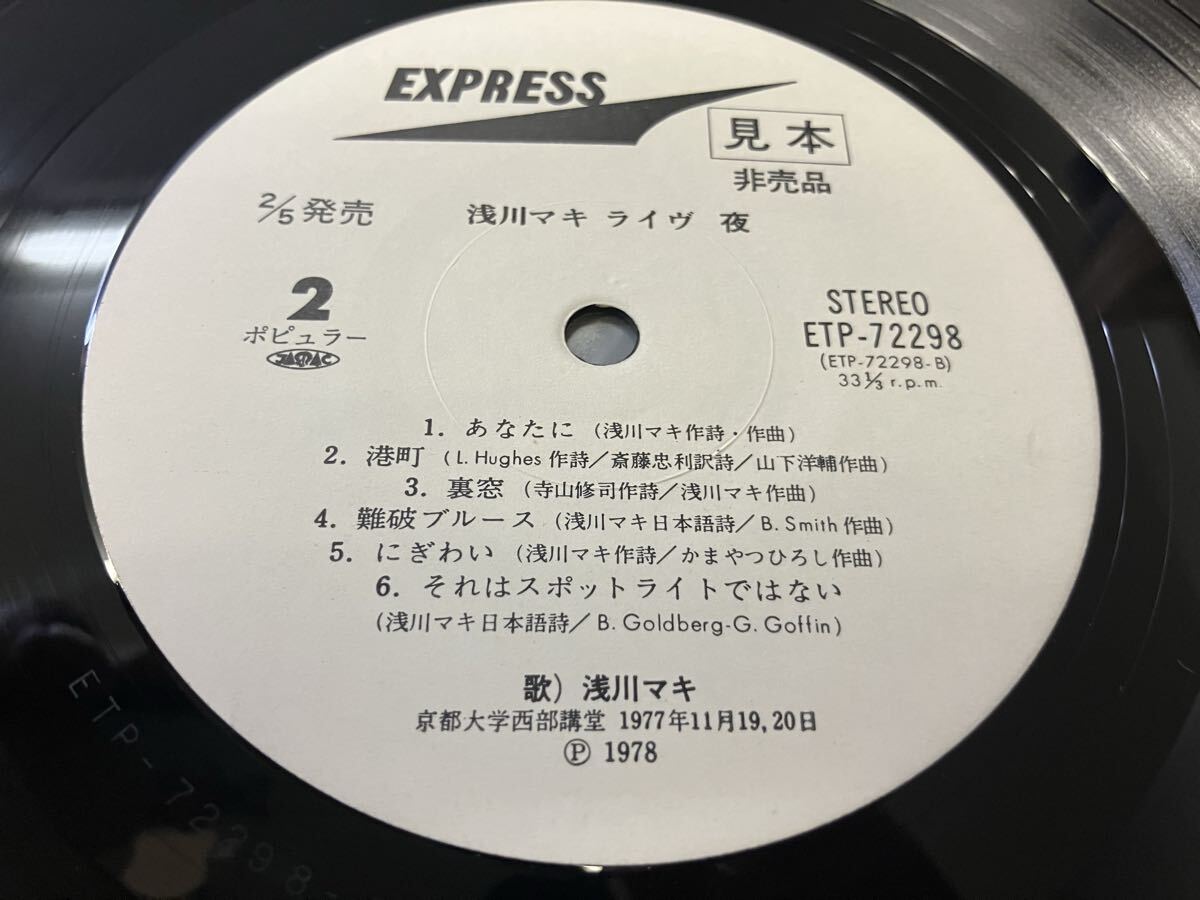 EXPRESS
見本
非売品
2/5発売
浅川マキ ライヴ 夜
2
ポピュラー
JASRAC
STEREO
ETP-72298
(ETP-72298-B)
33⅓ r.p.m.
1. あなたに (浅川マキ作詩・作曲)
2. 港町 (L. Hughes 作詩/斎藤忠利訳詩/山下洋輔作曲)
3. 裏窓 (寺山修司作詩/浅川マキ作曲)
4. 難破ブルース (浅川マキ日本語詩/B. Smith 作曲)
5. にぎわい (浅川マキ作詩/かまやつひろし作曲)
6. それはスポットライトではない
(浅川マキ日本語詩/B. Goldberg-G. Goffin)
歌) 浅川マキ
京都大学西部講堂 1977年11月19,20日
Ⓟ 1978
ETP-72298-